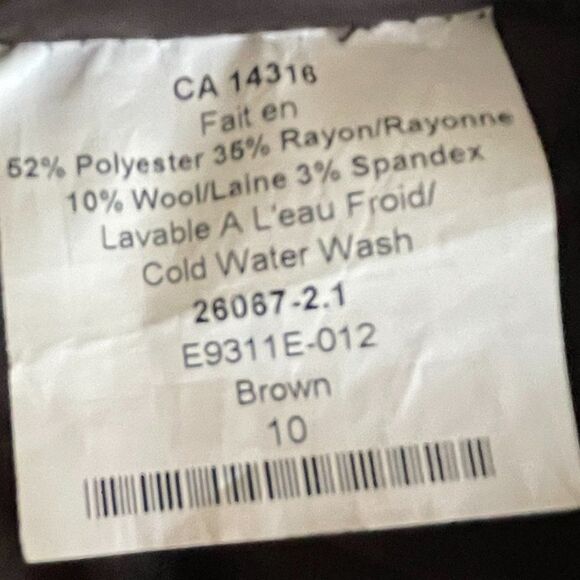 CA 14316
Fait en
52% Polyester 35% Rayon/Rayonne
10% Wool/Laine 3% Spandex
Lavable A L'eau Froid/
Cold Water Wash
26067-2.1
E9311E-012
Brown
10